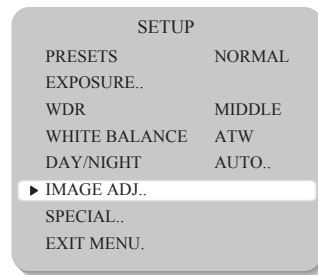 SETUP
PRESETS NORMAL
EXPOSURE..
WDR MIDDLE
WHITE BALANCE ATW
DAY/NIGHT AUTO..
IMAGE ADJ..
SPECIAL..
EXIT MENU.